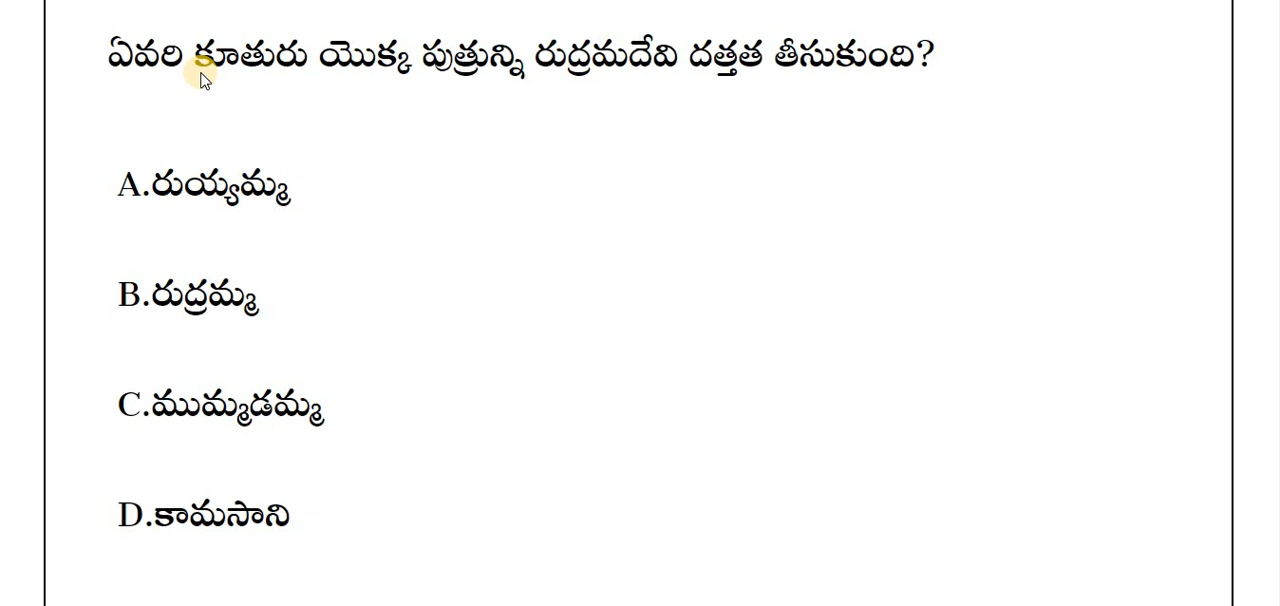 ఏవరి కూతురు యొక్క పుత్రున్ని రుద్రమదేవి దత్తత తీసుకుంది?
A.రుయ్యమ్మ
B.రుద్రమ్మ
C.ముమ్మడమ్మ
D.కామసాని